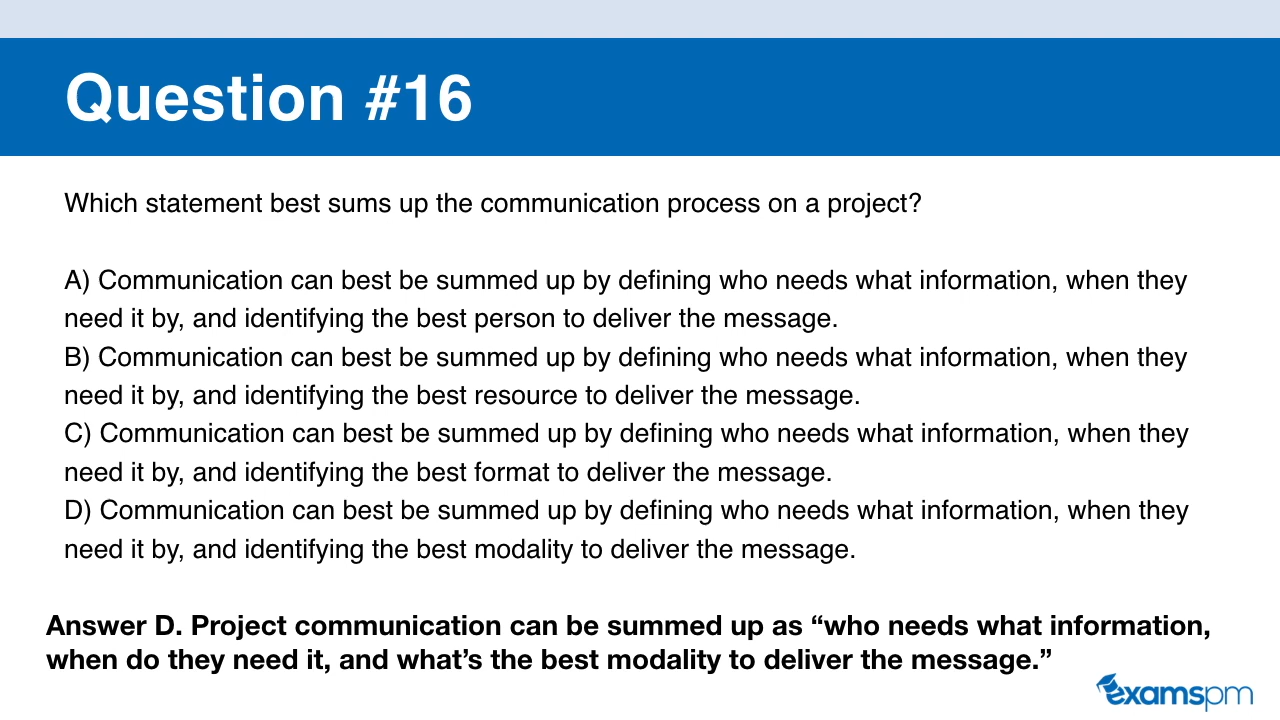 Question #16
Which statement best sums up the communication process on a project?
A) Communication can best be summed up by defining who needs what information, when they
need it by, and identifying the best person to deliver the message.
B) Communication can best be summed up by defining who needs what information, when they
need it by, and identifying the best resource to deliver the message.
C) Communication can best be summed up by defining who needs what information, when they
need it by, and identifying the best format to deliver the message.
D) Communication can best be summed up by defining who needs what information, when they
need it by, and identifying the best modality to deliver the message.
Answer D. Project communication can be summed up as “who needs what information,
when do they need it, and what’s the best modality to deliver the message.”
examspm